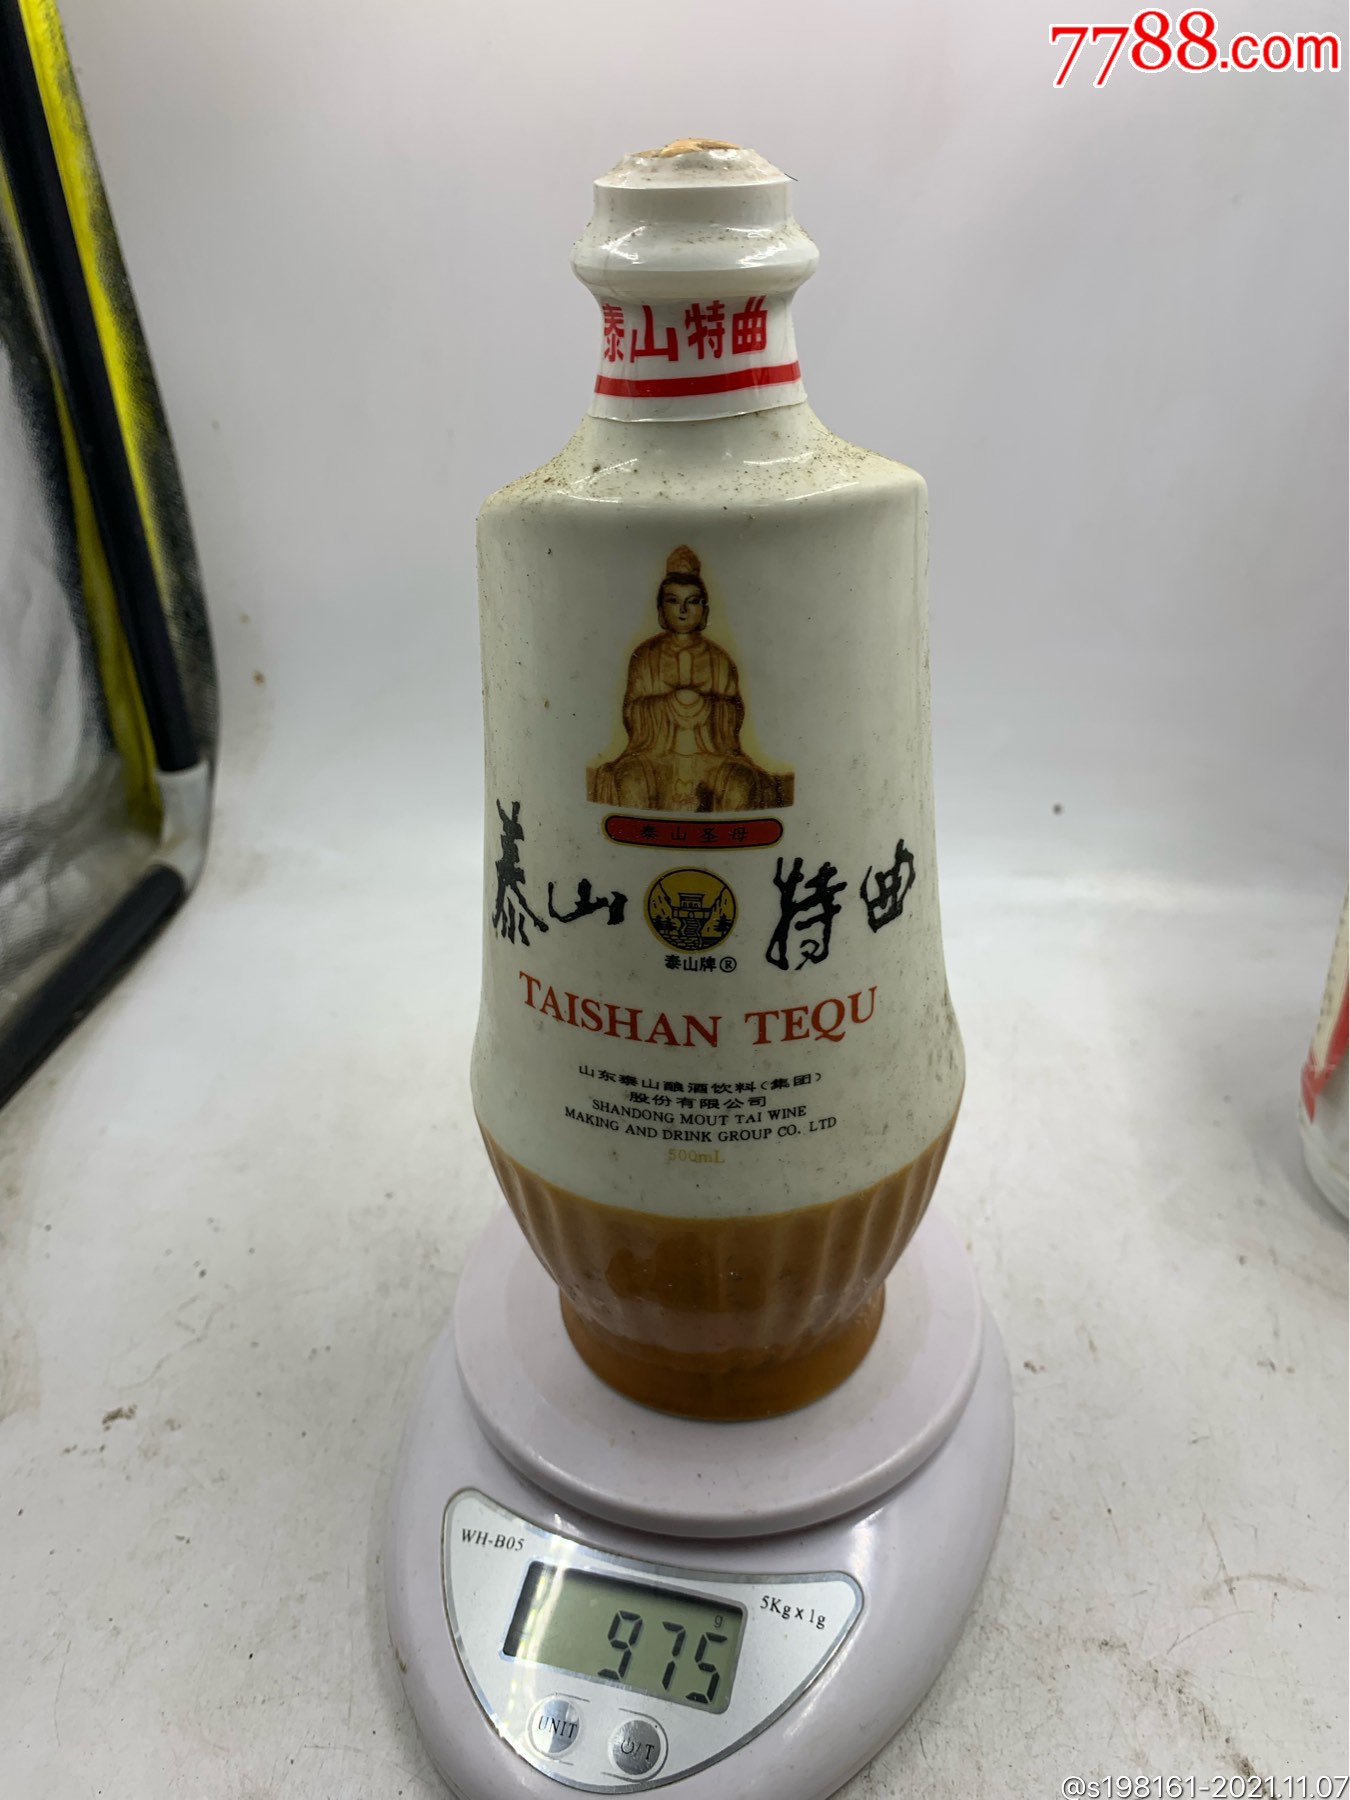 7788.com
泰山特曲
泰山圣母
泰山 特曲
泰山牌®
TAISHAN TEQU
山东泰山酿酒饮料(集团)
股份有限公司
SHANDONG MOUT TAI WINE
MAKING AND DRINK GROUP CO. LTD
500mL
WH-B05
5Kg x 1g
g
975
UNIT
⏻/T
@s198161-2021.11.07